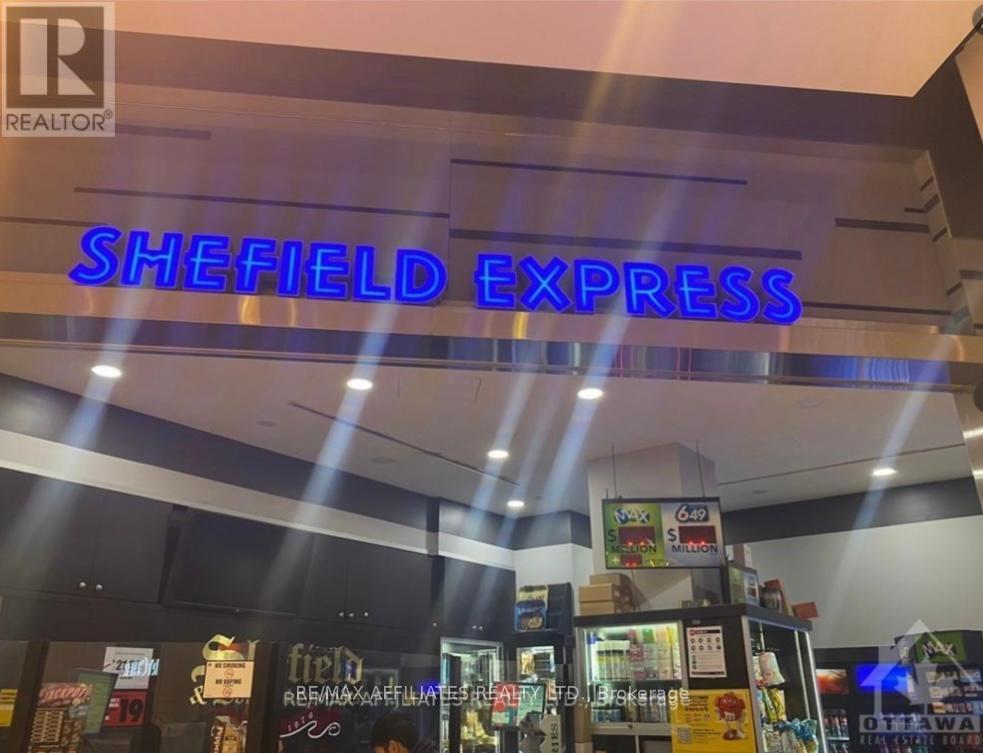 REALTOR®
SHEFIELD EXPRESS
MAX
649
$
$
MILLION
MILLION
field
NO SMOKING
NO VAPING
JACKPOT
19
MAX
RE/MAX AFFILIATES REALTY LTD., Brokerage
OTTAWA
REAL ESTATE BOARD